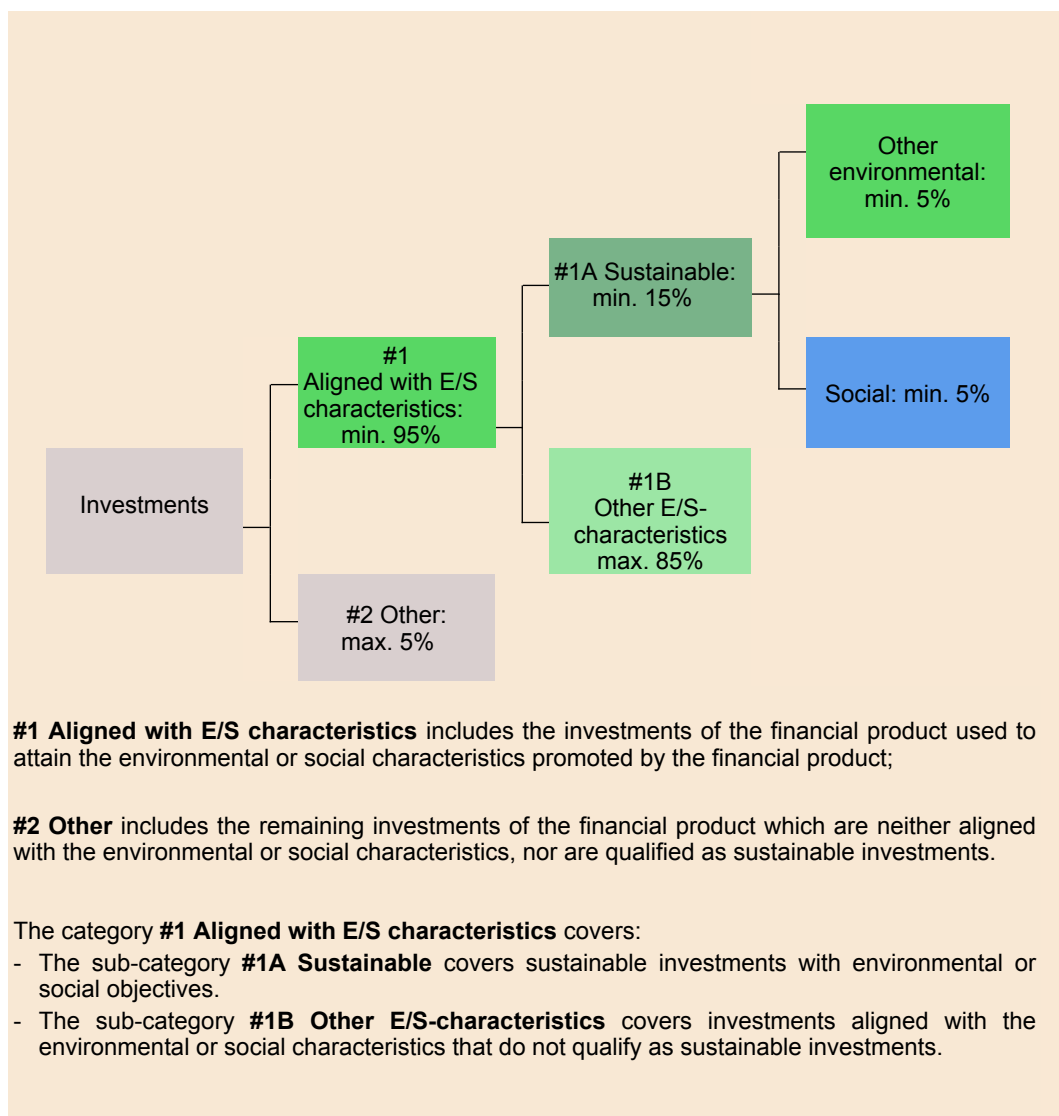 Other
environmental:
min. 5%
#1A Sustainable:
min. 15%
#1
Aligned with E/S
characteristics:
min. 95%
Social: min. 5%
Investments
#1B
Other E/S-
characteristics
max. 85%
#2 Other:
max. 5%
#1 Aligned with E/S characteristics includes the investments of the financial product used to
attain the environmental or social characteristics promoted by the financial product;
#2 Other includes the remaining investments of the financial product which are neither aligned
with the environmental or social characteristics, nor are qualified as sustainable investments.
The category #1 Aligned with E/S characteristics covers:
- The sub-category #1A Sustainable covers sustainable investments with environmental or
social objectives.
- The sub-category #1B Other E/S-characteristics covers investments aligned with the
environmental or social characteristics that do not qualify as sustainable investments.